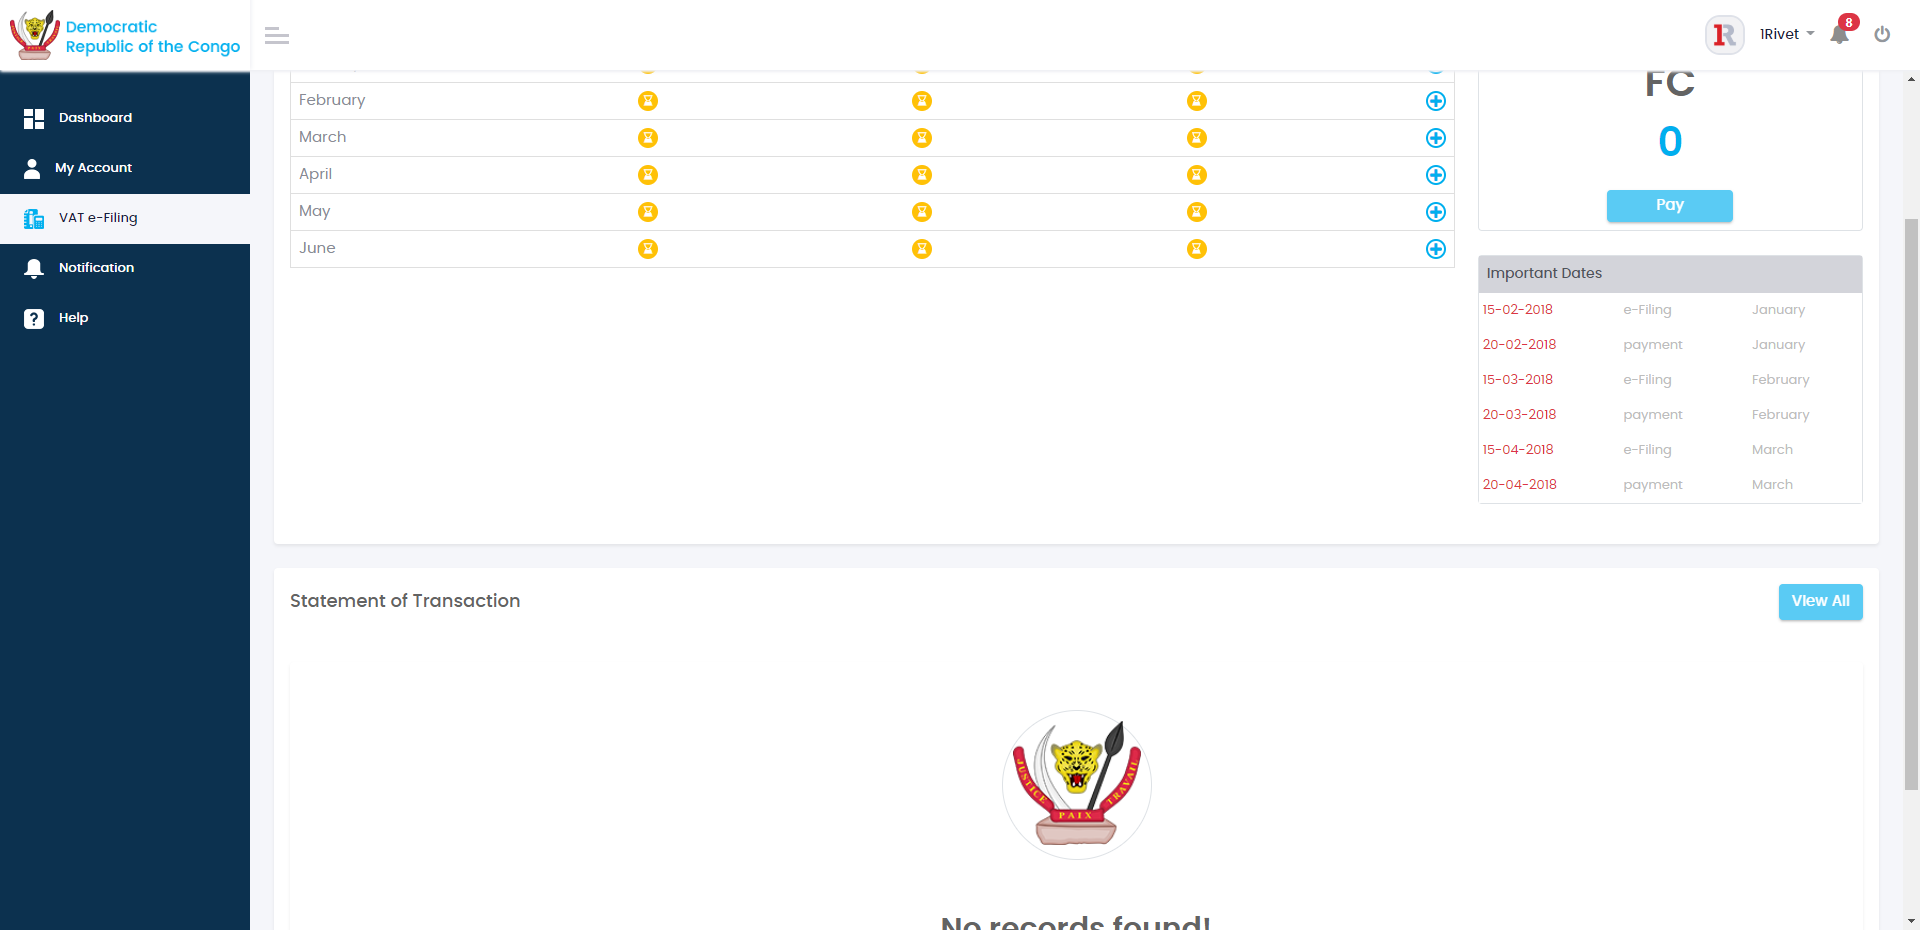 Democratic
Republic of the Congo
1R
1Rivet
8
Dashboard
My Account
VAT e-Filing
Notification
Help
February
March
April
May
June
FC
0
Pay
Important Dates
15-02-2018 e-Filing January
20-02-2018 payment January
15-03-2018 e-Filing February
20-03-2018 payment February
15-04-2018 e-Filing March
20-04-2018 payment March
Statement of Transaction
View All
JUSTICE PAIX TRAVAIL
No records found!